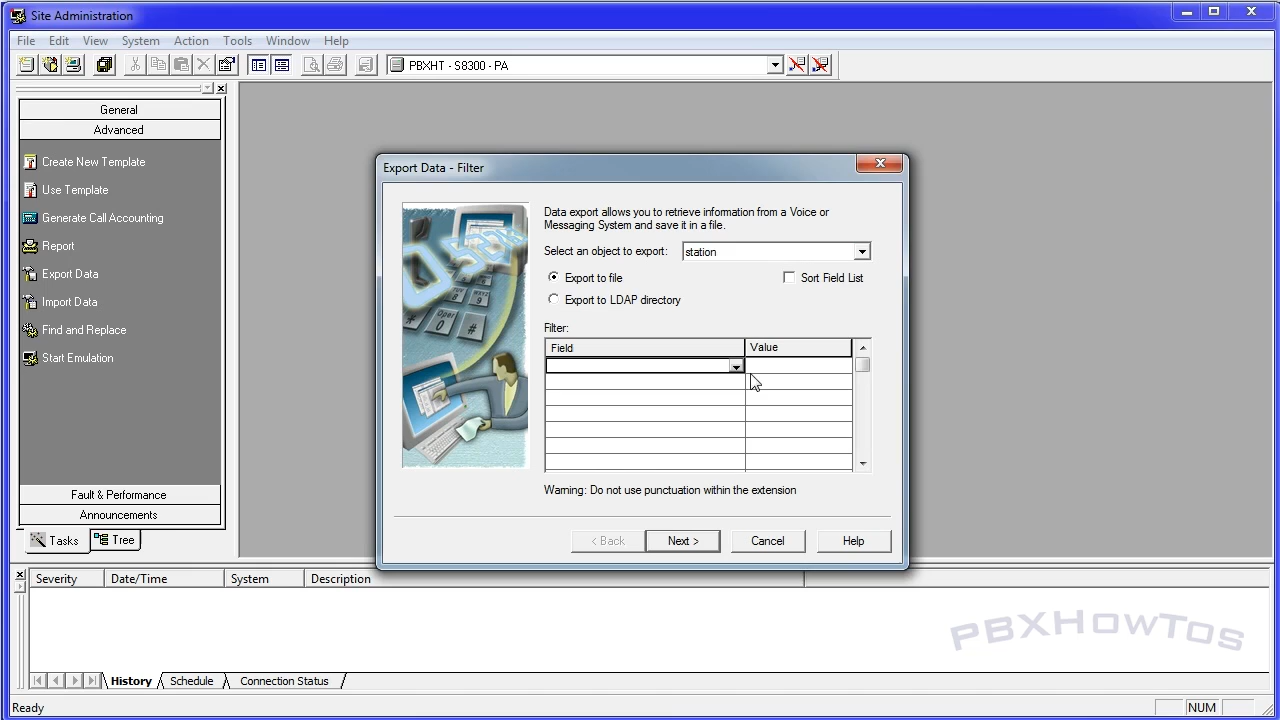 Site Administration
File Edit View System Action Tools Window Help
PBXHT - S8300 - PA
General
Advanced
Create New Template
Use Template
Generate Call Accounting
Report
Export Data
Import Data
Find and Replace
Start Emulation
Fault & Performance
Announcements
Tasks Tree
Export Data - Filter
Data export allows you to retrieve information from a Voice or
Messaging System and save it in a file.
Select an object to export: station
Export to file Sort Field List
Export to LDAP directory
Filter:
Field Value
Warning: Do not use punctuation within the extension
< Back Next > Cancel Help
Severity Date/Time System Description
PBXHowTos
History Schedule Connection Status
Ready NUM